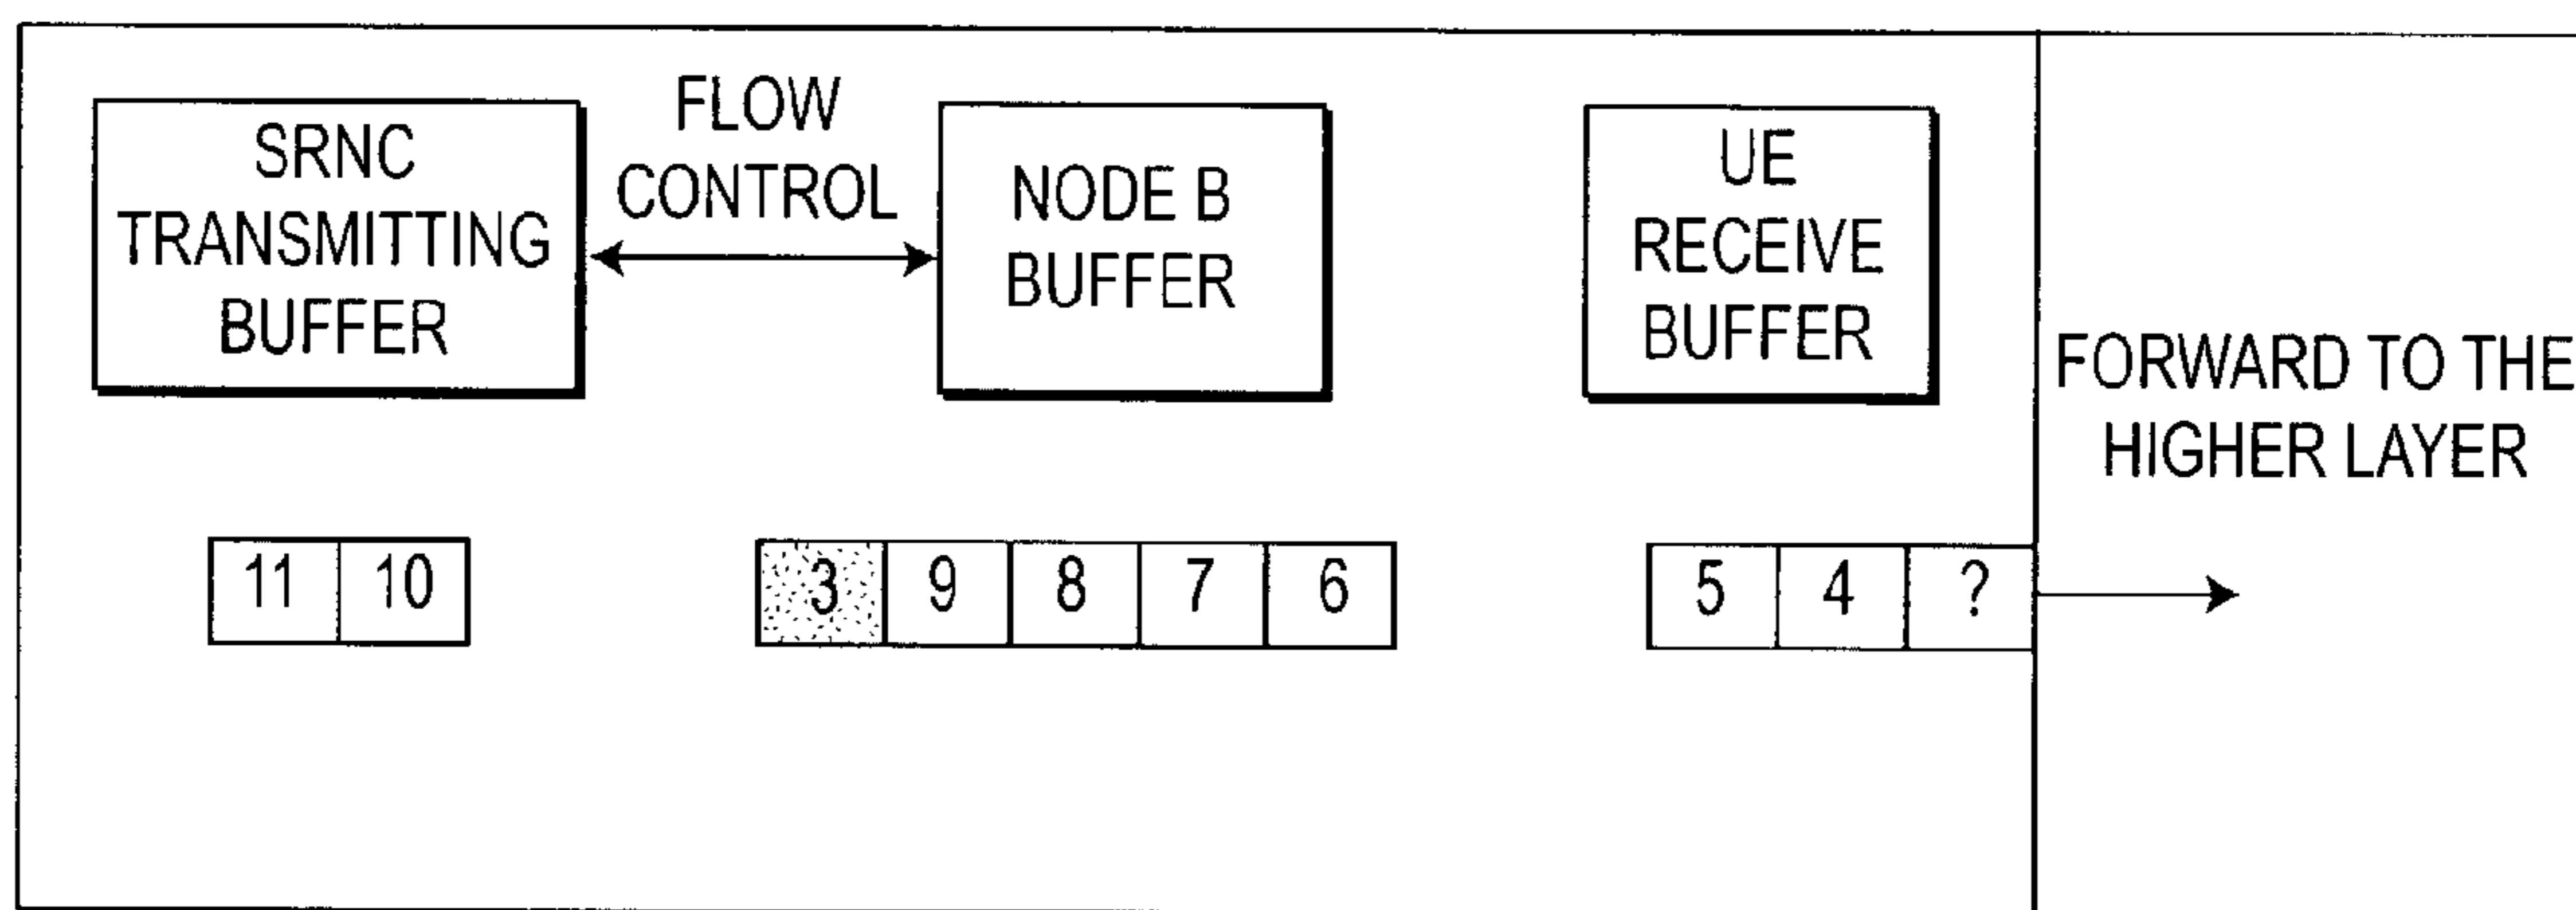 SRNC
TRANSMITTING
BUFFER
FLOW
CONTROL
NODE B
BUFFER
UE
RECEIVE
BUFFER
FORWARD TO THE
HIGHER LAYER
11 10
3 9 8 7 6
5 4 ?